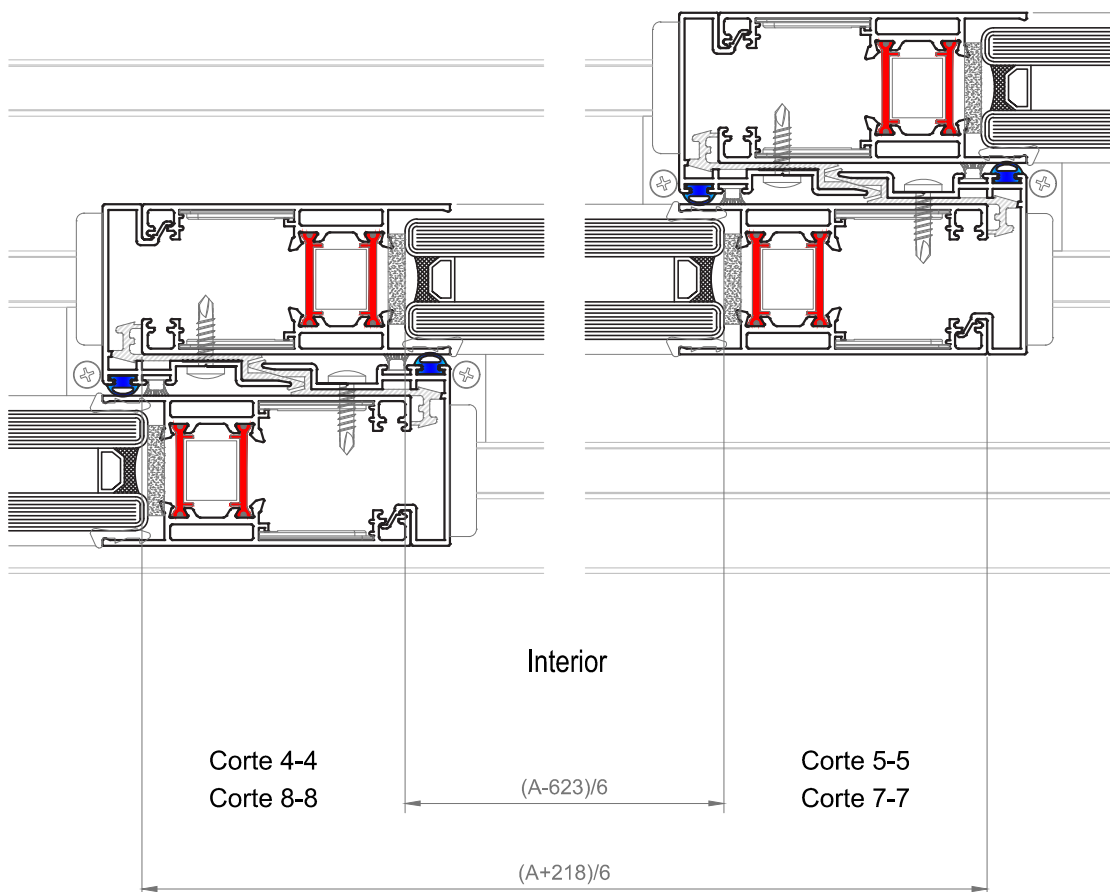 Interior
Corte 4-4
Corte 8-8
Corte 5-5
Corte 7-7
(A-623)/6
(A+218)/6